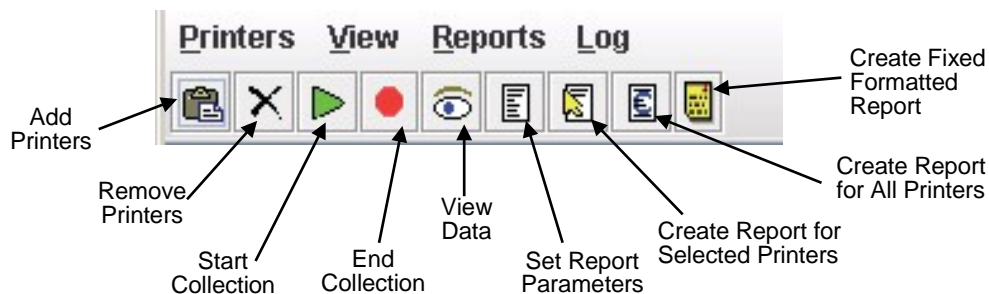 Printers View Reports Log
Create Fixed
Formatted
Report
Add
Printers
Create Report
for All Printers
Remove
Printers
View
Data
Create Report for
Selected Printers
Start
Collection
End
Collection
Set Report
Parameters